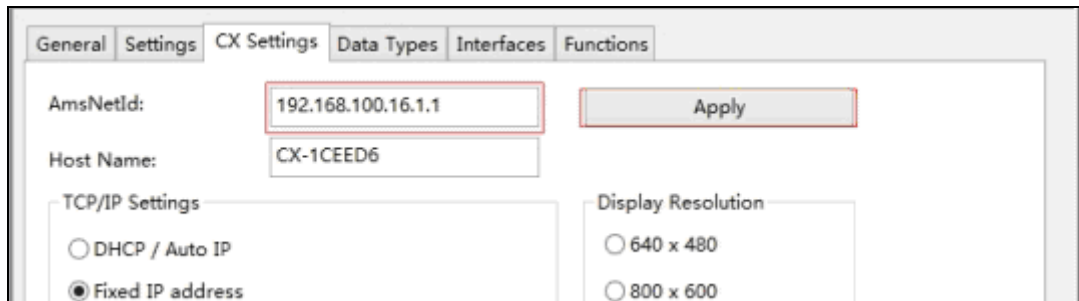 General Settings CX Settings Data Types Interfaces Functions
AmsNetId: 192.168.100.16.1.1 Apply
Host Name: CX-1CEED6
TCP/IP Settings Display Resolution
DHCP / Auto IP 640 x 480
Fixed IP address 800 x 600